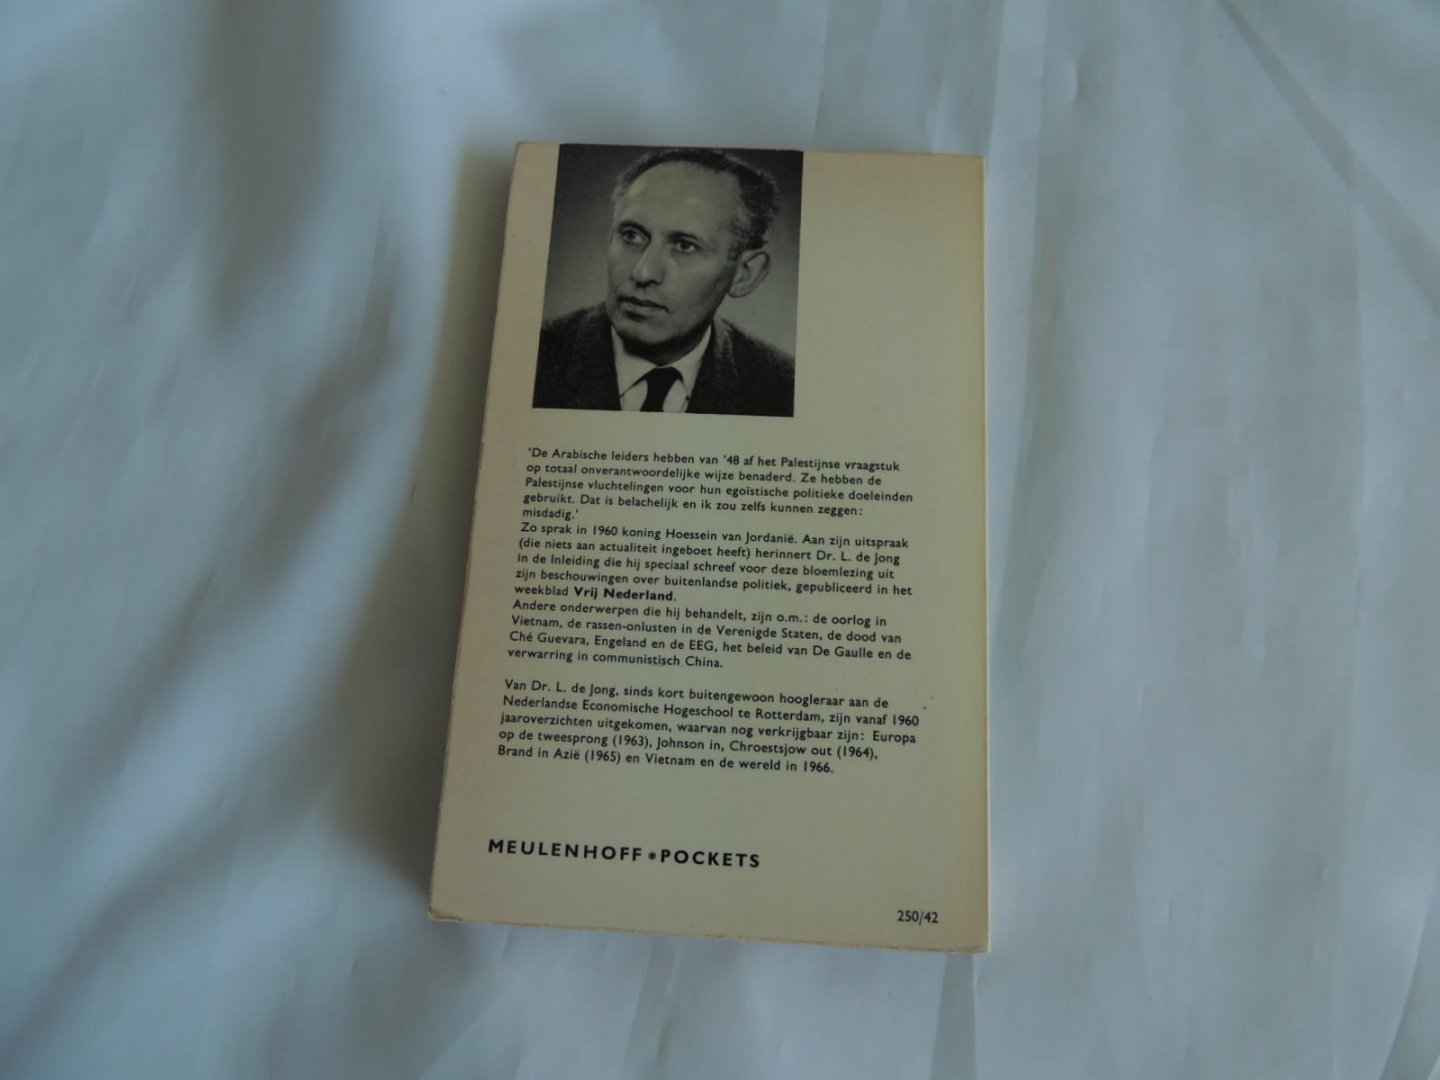 'De Arabische leiders hebben van '48 af het Palestijnse vraagstuk
op totaal onverantwoordelijke wijze benaderd. Ze hebben de
Palestijnse vluchtelingen voor hun egoïstische politieke doeleinden
gebruikt. Dat is belachelijk en ik zou zelfs kunnen zeggen:
misdadig.'
Zo sprak in 1960 koning Hoessein van Jordanië. Aan zijn uitspraak
(die niets aan actualiteit ingeboet heeft) herinnert Dr. L. de Jong
in de Inleiding die hij speciaal schreef voor deze bloemlezing uit
zijn beschouwingen over buitenlandse politiek, gepubliceerd in het
weekblad Vrij Nederland.
Andere onderwerpen die hij behandelt, zijn o.m.: de oorlog in
Vietnam, de rassen-onlusten in de Verenigde Staten, de dood van
Ché Guevara, Engeland en de EEG, het beleid van De Gaulle en de
verwarring in communistisch China.
Van Dr. L. de Jong, sinds kort buitengewoon hoogleraar aan de
Nederlandse Economische Hogeschool te Rotterdam, zijn vanaf 1960
jaaroverzichten uitgekomen, waarvan nog verkrijgbaar zijn: Europa
op de tweesprong (1963), Johnson in, Chroestsjow out (1964),
Brand in Azië (1965) en Vietnam en de wereld in 1966.
MEULENHOFF * POCKETS
250/42